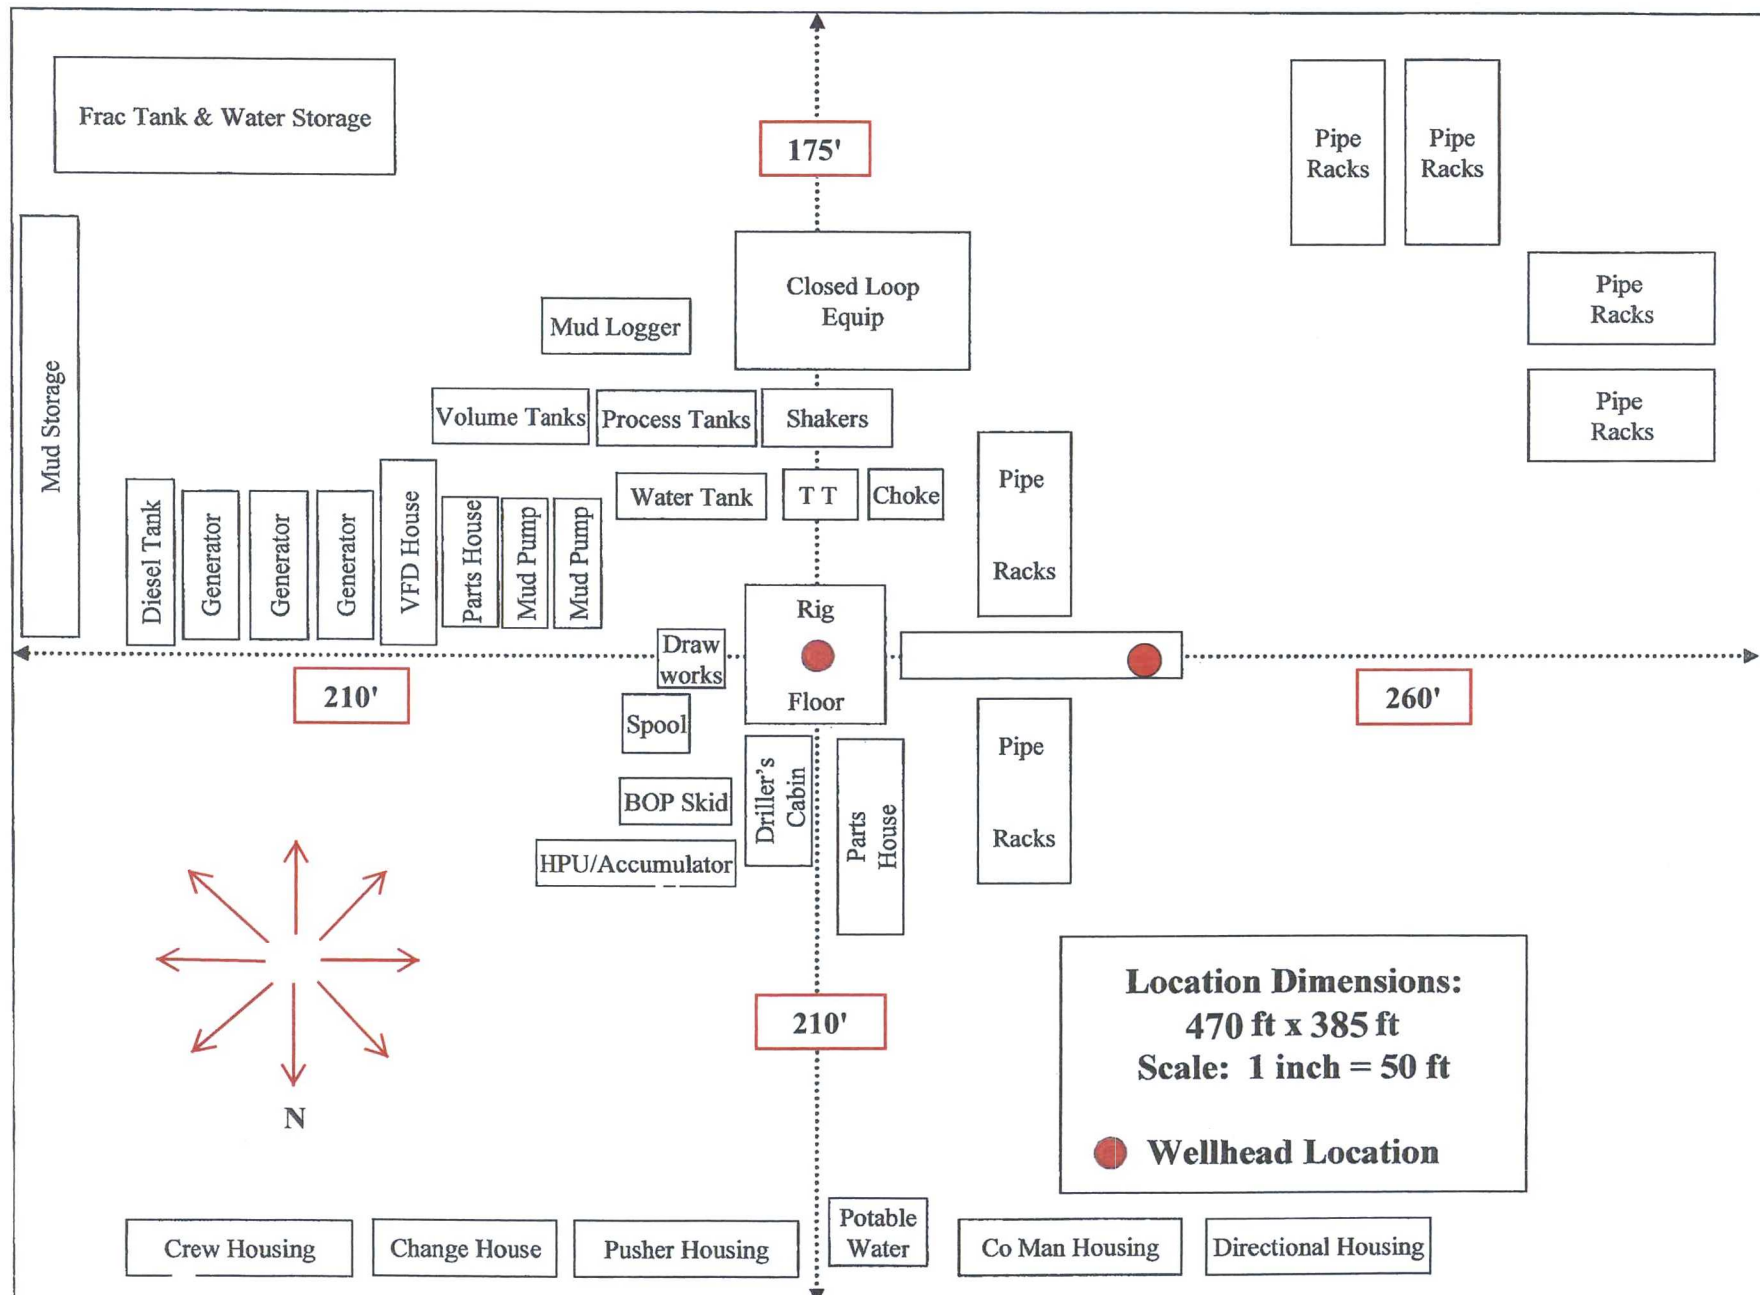 Frac Tank & Water Storage
175'
Pipe
Racks
Pipe
Racks
Closed Loop
Equip
Pipe
Racks
Mud Logger
Mud Storage
Volume Tanks
Process Tanks
Shakers
Pipe
Racks
Diesel Tank
Generator
Generator
Generator
VFD House
Parts House
Mud Pump
Mud Pump
Water Tank
T T
Choke
Pipe
Racks
Rig
Floor
Draw
works
210'
260'
Spool
BOP Skid
HPU/Accumulator
Driller's
Cabin
Parts
House
Pipe
Racks
N
210'
Location Dimensions:
470 ft x 385 ft
Scale: 1 inch = 50 ft
Wellhead Location
Crew Housing
Change House
Pusher Housing
Potable
Water
Co Man Housing
Directional Housing